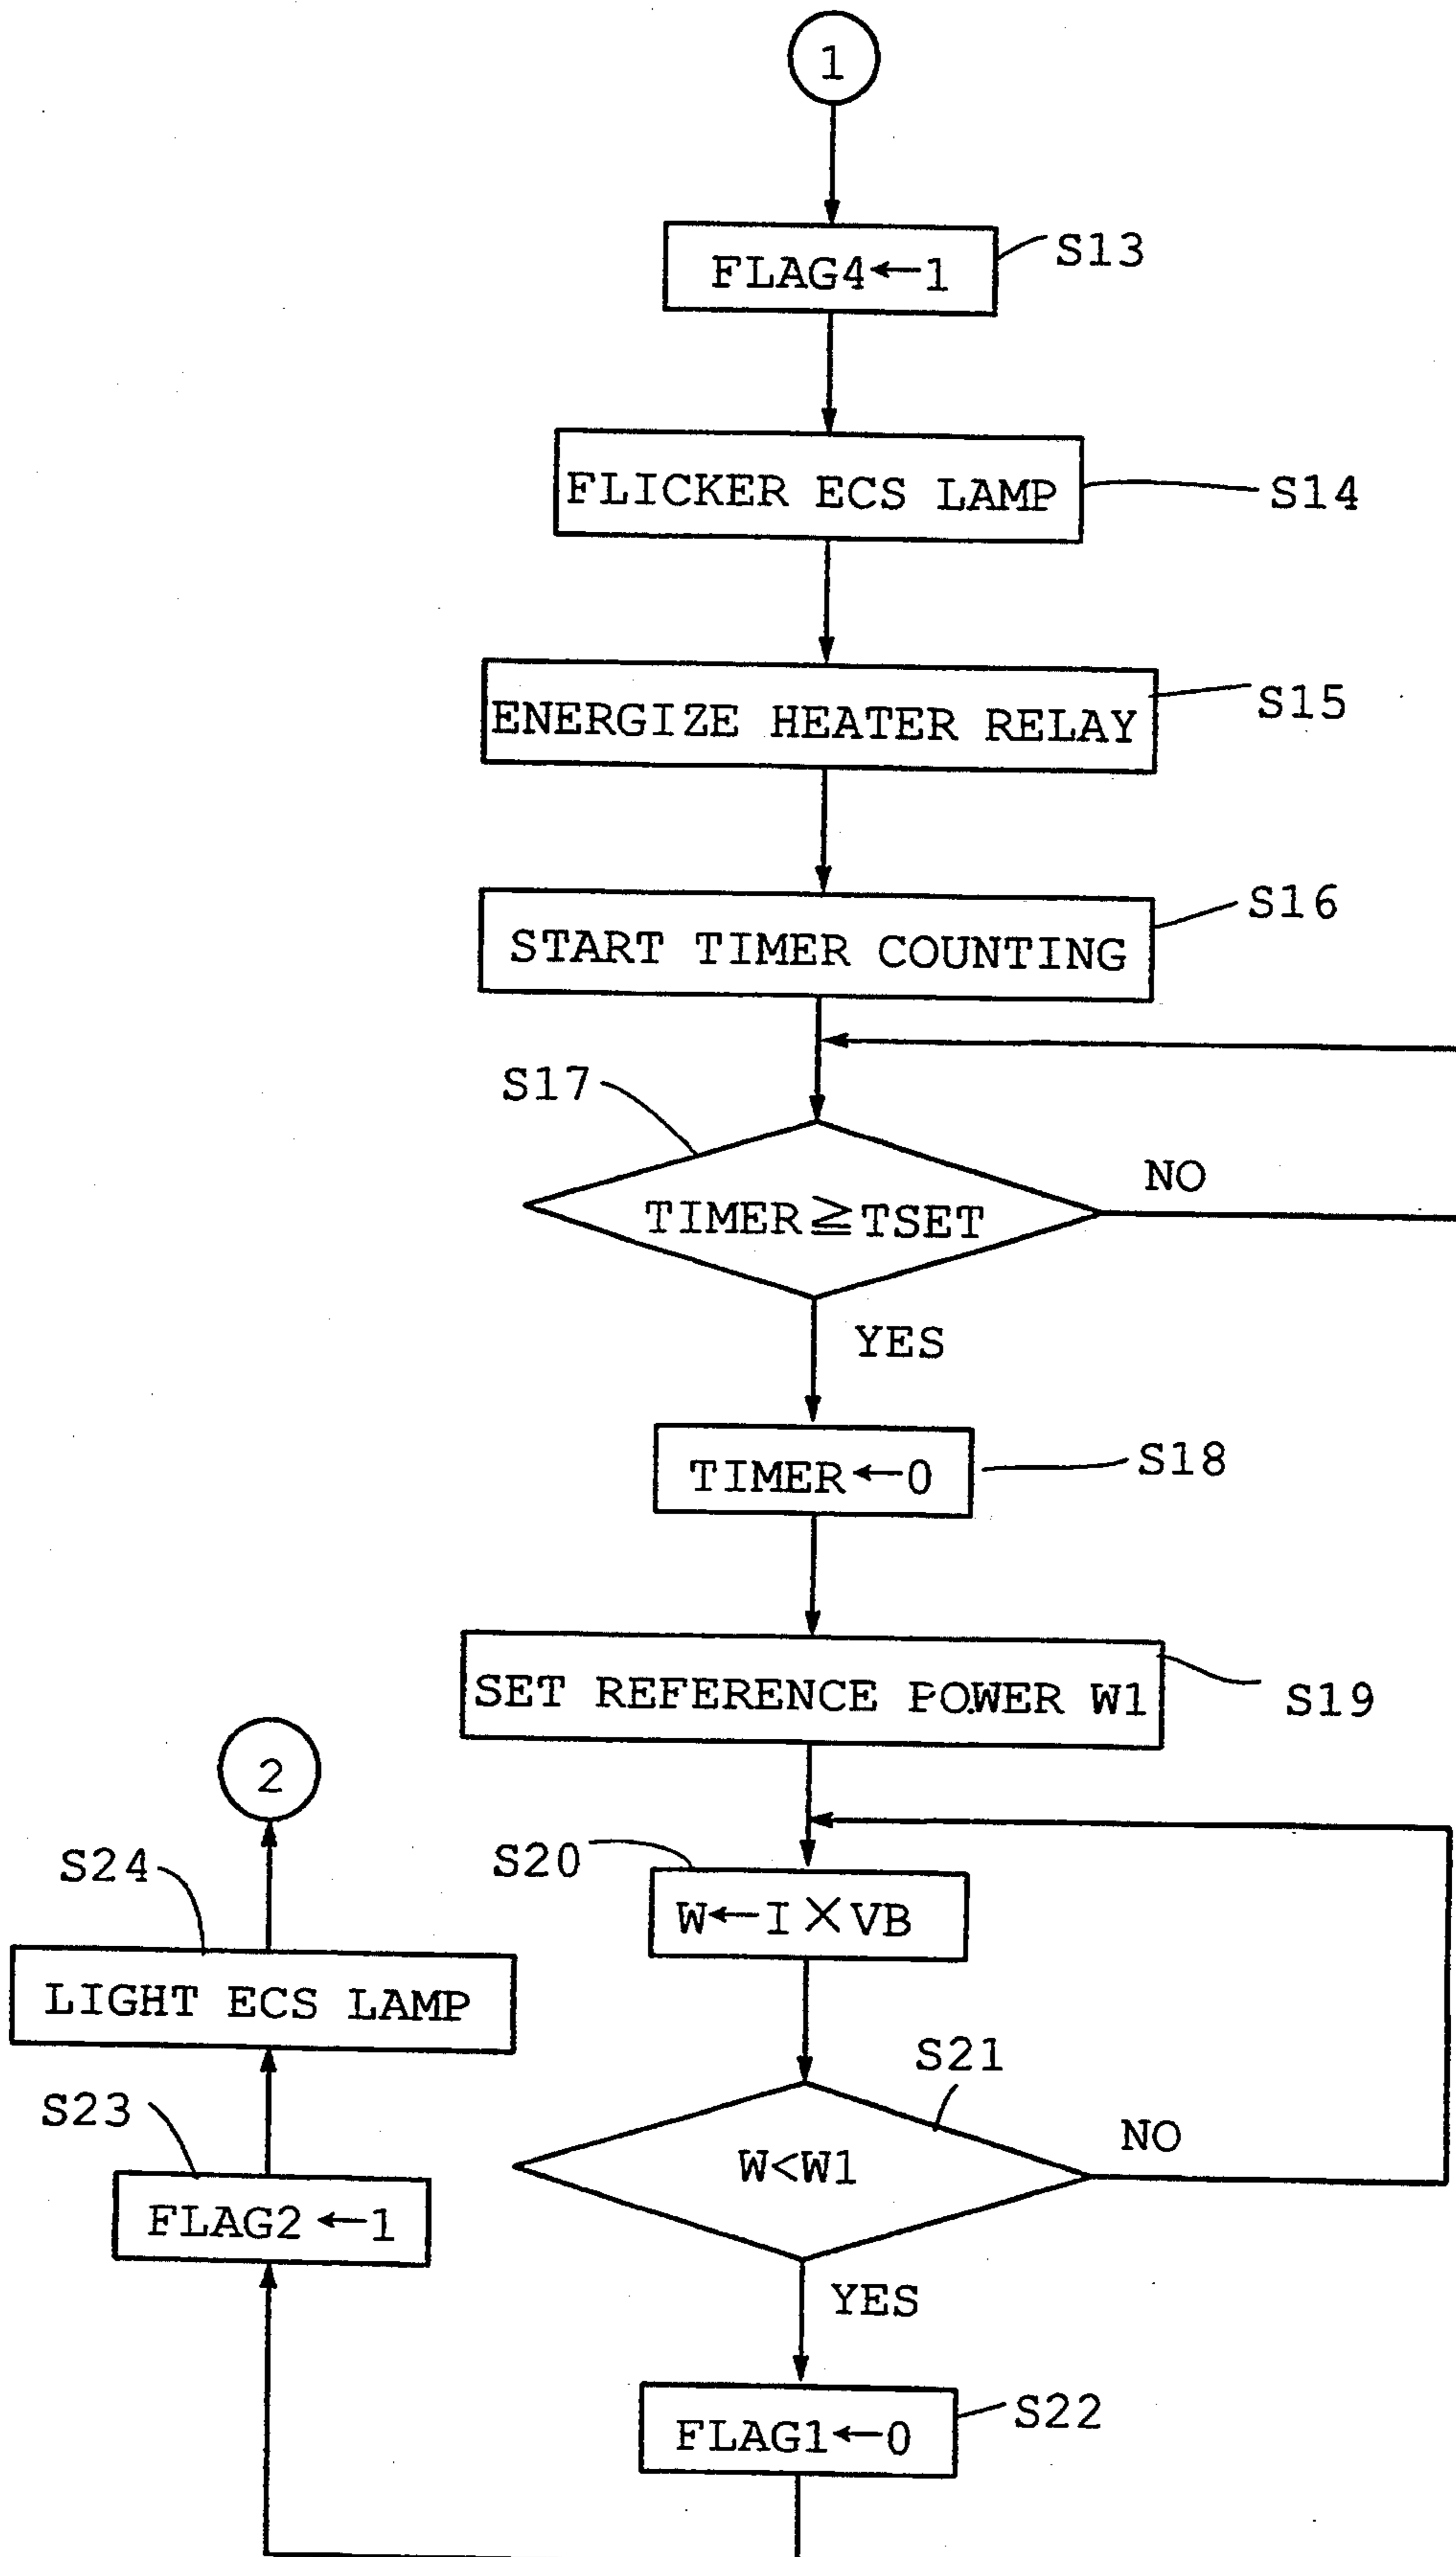 1
FLAG4←1
S13
FLICKER ECS LAMP
S14
ENERGIZE HEATER RELAY
S15
START TIMER COUNTING
S16
S17
TIMER≧TSET
NO
YES
TIMER←0
S18
SET REFERENCE POWER W1
S19
2
S20
W←I×VB
S24
LIGHT ECS LAMP
S21
W<W1
NO
S23
FLAG2←1
YES
FLAG1←0
S22